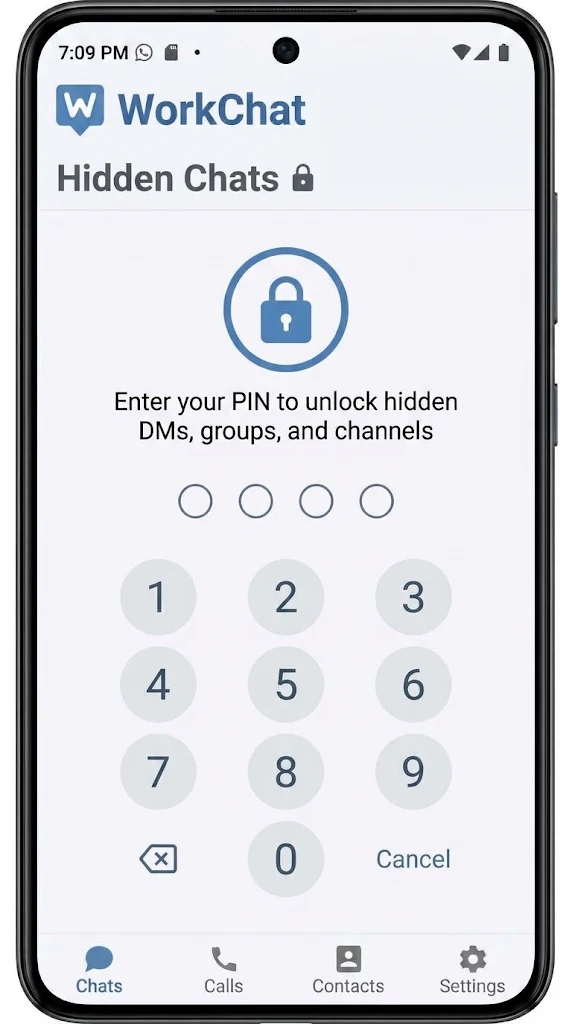 7:09 PM
W WorkChat
Hidden Chats
Enter your PIN to unlock hidden
DMs, groups, and channels
1 2 3
4 5 6
7 8 9
0 Cancel
Chats Calls Contacts Settings